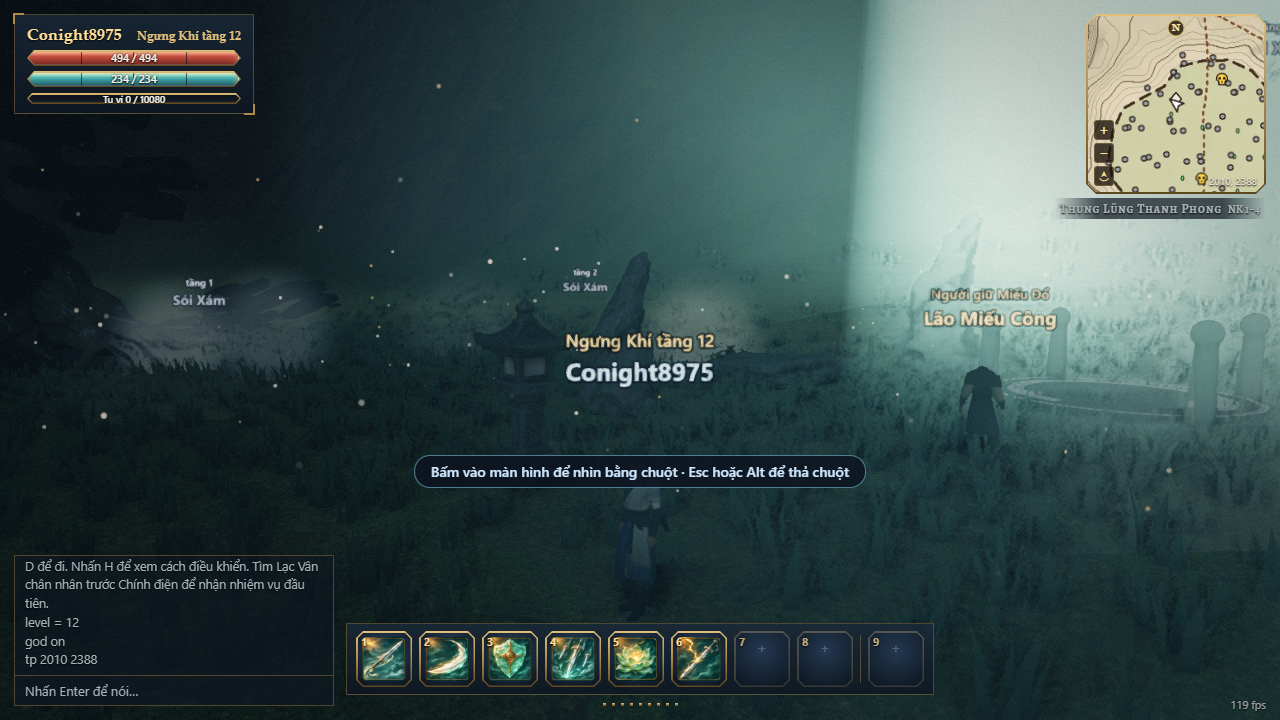 Conight8975 Ngưng Khí tầng 12
494 / 494
234 / 234
Tu vi 0 / 10080
N
+
−
2010, 2388
Thung Lũng Thanh Phong NK1-4
tầng 1
Sói Xám
tầng 2
Sói Xám
Người giữ Miếu Đổ
Lão Miếu Công
Ngưng Khí tầng 12
Conight8975
Bấm vào màn hình để nhìn bằng chuột · Esc hoặc Alt để thả chuột
D để đi. Nhấn H để xem cách điều khiển. Tìm Lạc Vân
chân nhân trước Chính điện để nhận nhiệm vụ đầu
tiên.
level = 12
god on
tp 2010 2388
Nhấn Enter để nói...
1 2 3 4 5 6 7 8 9
+ + +
119 fps